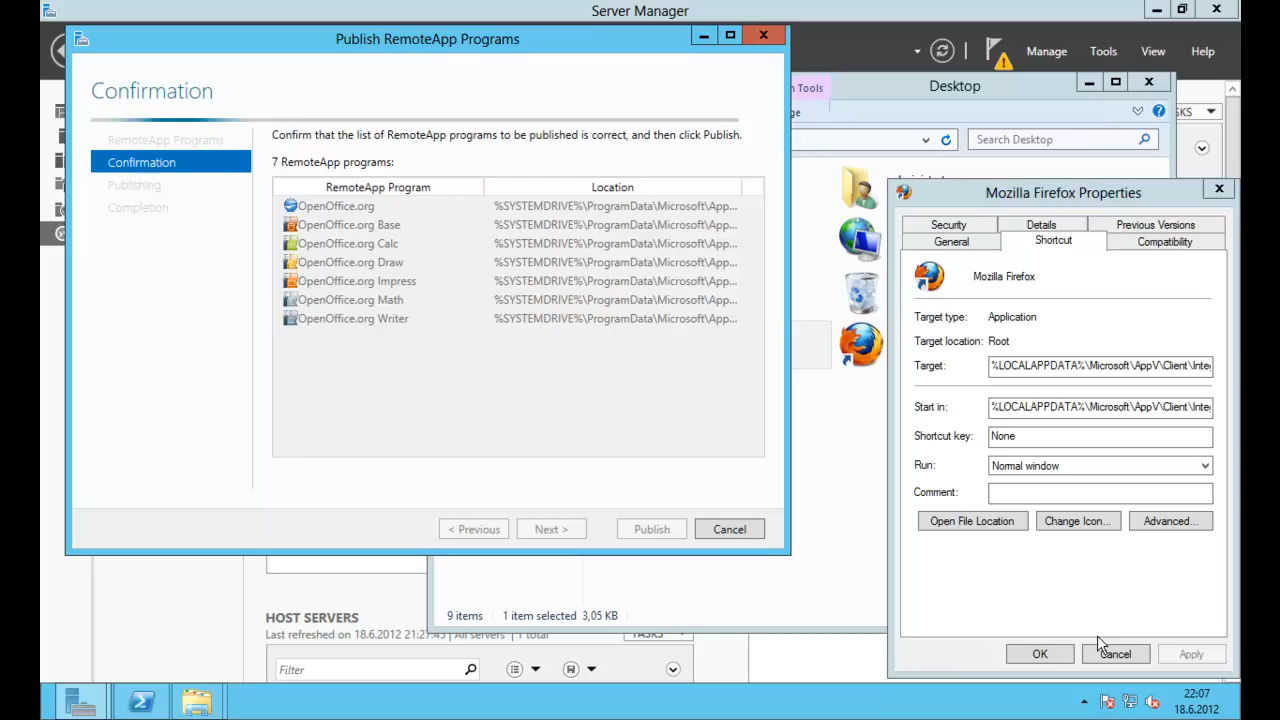 Server Manager
Manage
Tools
View
Help
Publish RemoteApp Programs
Confirmation
RemoteApp Programs
Confirmation
Publishing
Completion
Confirm that the list of RemoteApp programs to be published is correct, and then click Publish.
7 RemoteApp programs:
RemoteApp Program Location
OpenOffice.org %SYSTEMDRIVE%\ProgramData\Microsoft\App...
OpenOffice.org Base %SYSTEMDRIVE%\ProgramData\Microsoft\App...
OpenOffice.org Calc %SYSTEMDRIVE%\ProgramData\Microsoft\App...
OpenOffice.org Draw %SYSTEMDRIVE%\ProgramData\Microsoft\App...
OpenOffice.org Impress %SYSTEMDRIVE%\ProgramData\Microsoft\App...
OpenOffice.org Math %SYSTEMDRIVE%\ProgramData\Microsoft\App...
OpenOffice.org Writer %SYSTEMDRIVE%\ProgramData\Microsoft\App...
< Previous
Next >
Publish
Cancel
Tools
Desktop
Search Desktop
Mozilla Firefox Properties
Security
Details
Previous Versions
General
Shortcut
Compatibility
Mozilla Firefox
Target type: Application
Target location: Root
Target: %LOCALAPPDATA%\Microsoft\AppV\Client\Inte
Start in: %LOCALAPPDATA%\Microsoft\AppV\Client\Inte
Shortcut key: None
Run: Normal window
Comment:
Open File Location
Change Icon...
Advanced...
OK
Cancel
Apply
9 items 1 item selected 3,05 KB
HOST SERVERS
Last refreshed on 18.6.2012 21:27:45 | All servers | 1 total
TASKS
Filter
22:07
18.6.2012